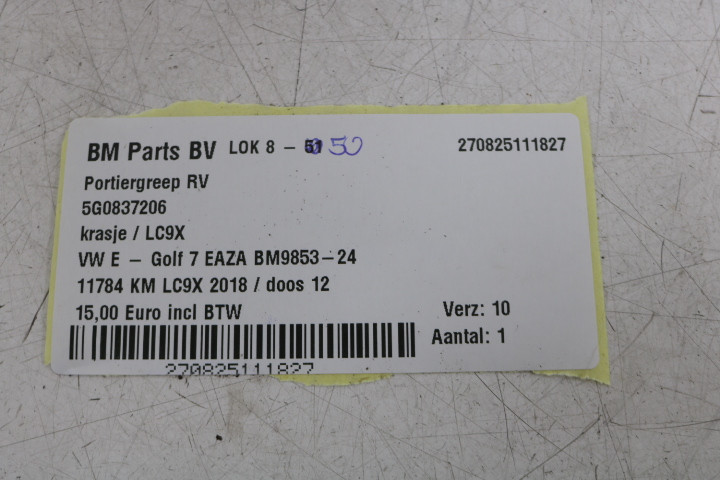 BM Parts BV LOK 8 - 50 270825111827
Portiergreep RV
5G0837206
krasje / LC9X
VW E - Golf 7 EAZA BM9853-24
11784 KM LC9X 2018 / doos 12
15,00 Euro incl BTW Verz: 10
Aantal: 1
270825111827